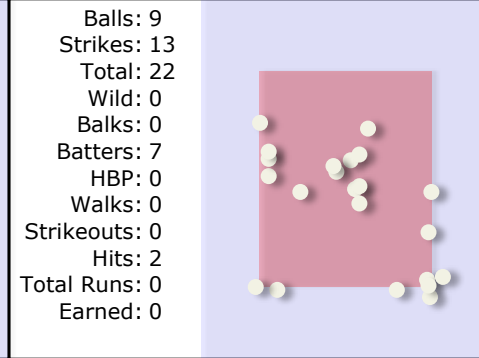 Balls: 9
Strikes: 13
Total: 22
Wild: 0
Balks: 0
Batters: 7
HBP: 0
Walks: 0
Strikeouts: 0
Hits: 2
Total Runs: 0
Earned: 0